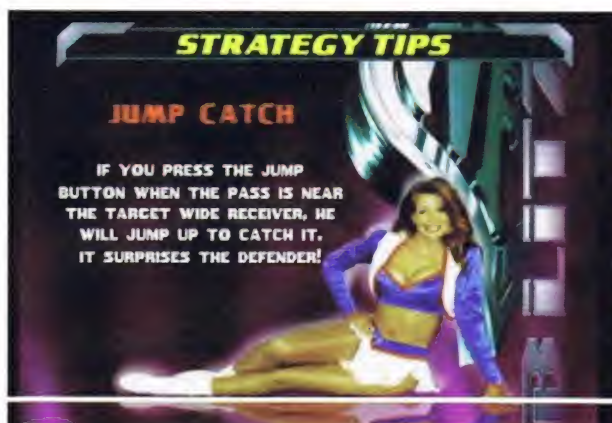 STRATEGY TIPS
JUMP CATCH
IF YOU PRESS THE JUMP
BUTTON WHEN THE PASS IS NEAR
THE TARGET WIDE RECEIVER, HE
WILL JUMP UP TO CATCH IT.
IT SURPRISES THE DEFENDER!